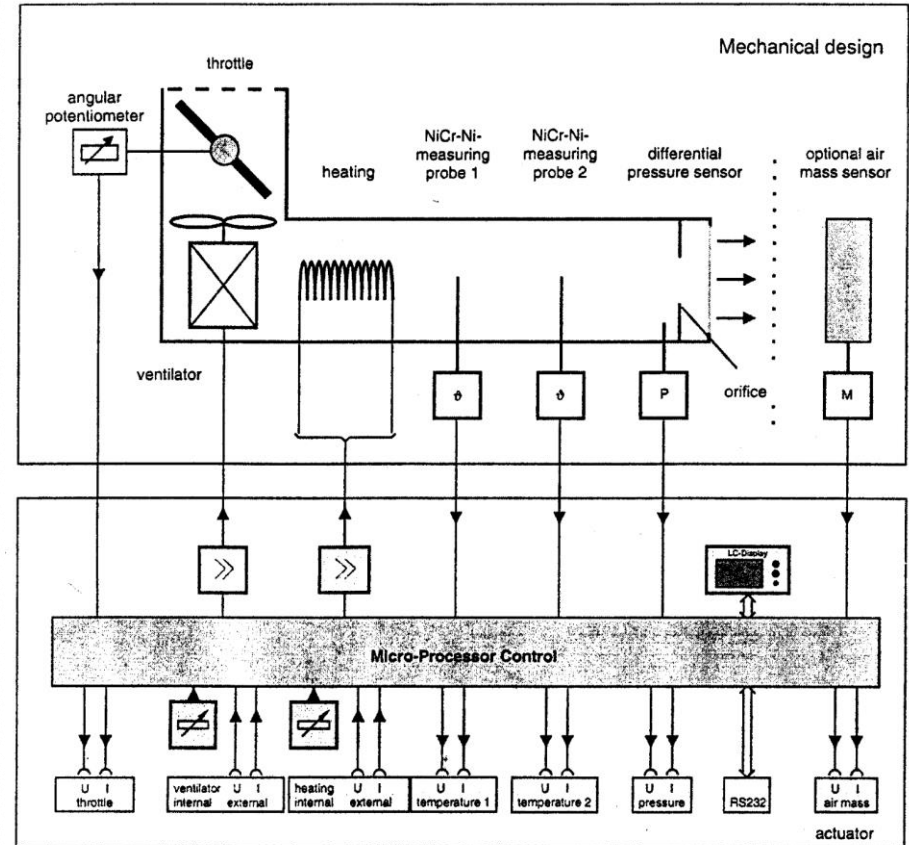 Mechanical design
throttle
angular
potentiometer
heating
NiCr-Ni-
measuring
probe 1
NiCr-Ni-
measuring
probe 2
differential
pressure sensor
optional air
mass sensor
ventilator
ϑ
ϑ
P
orifice
M
LC-Display
Micro-Processor Control
U I
throttle
ventilator U I
internal external
heating U I
internal external
U I
temperature 1
U I
temperature 2
U I
pressure
RS232
U I
air mass
actuator